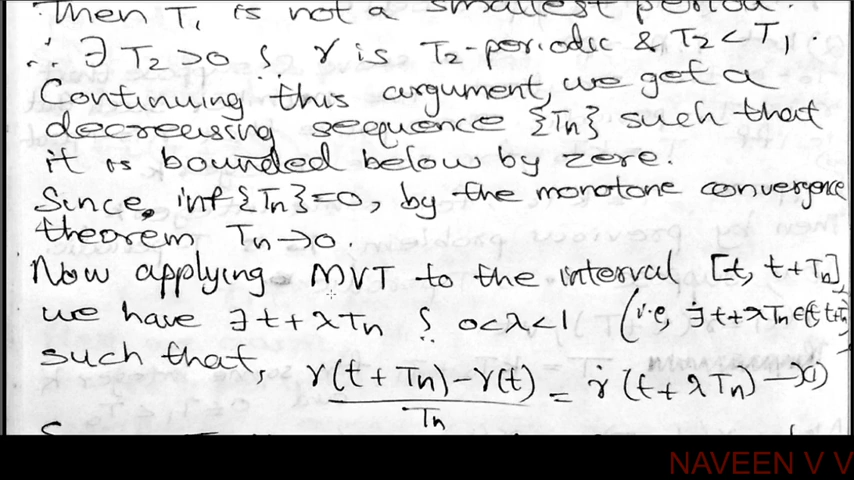 Then T₁ is not a smallest period.
∴ ∃ T₂>0 ∫ γ is T₂-periodic & T₂<T₁.
Continuing this argument, we get a
decreasing sequence {Tn} such that
it is bounded below by zero.
Since, inf{Tn}=0, by the monotone convergence
theorem Tn→0.
Now applying MVT to the interval [t, t+Tn],
we have ∃ t+λTn ∫ 0<λ<1 (i.e, ∃ t+λTn∈(t, t+Tn)
such that, γ(t+Tn)-γ(t) / Tn = γ̇(t+λTn) →(i)
NAVEEN V V